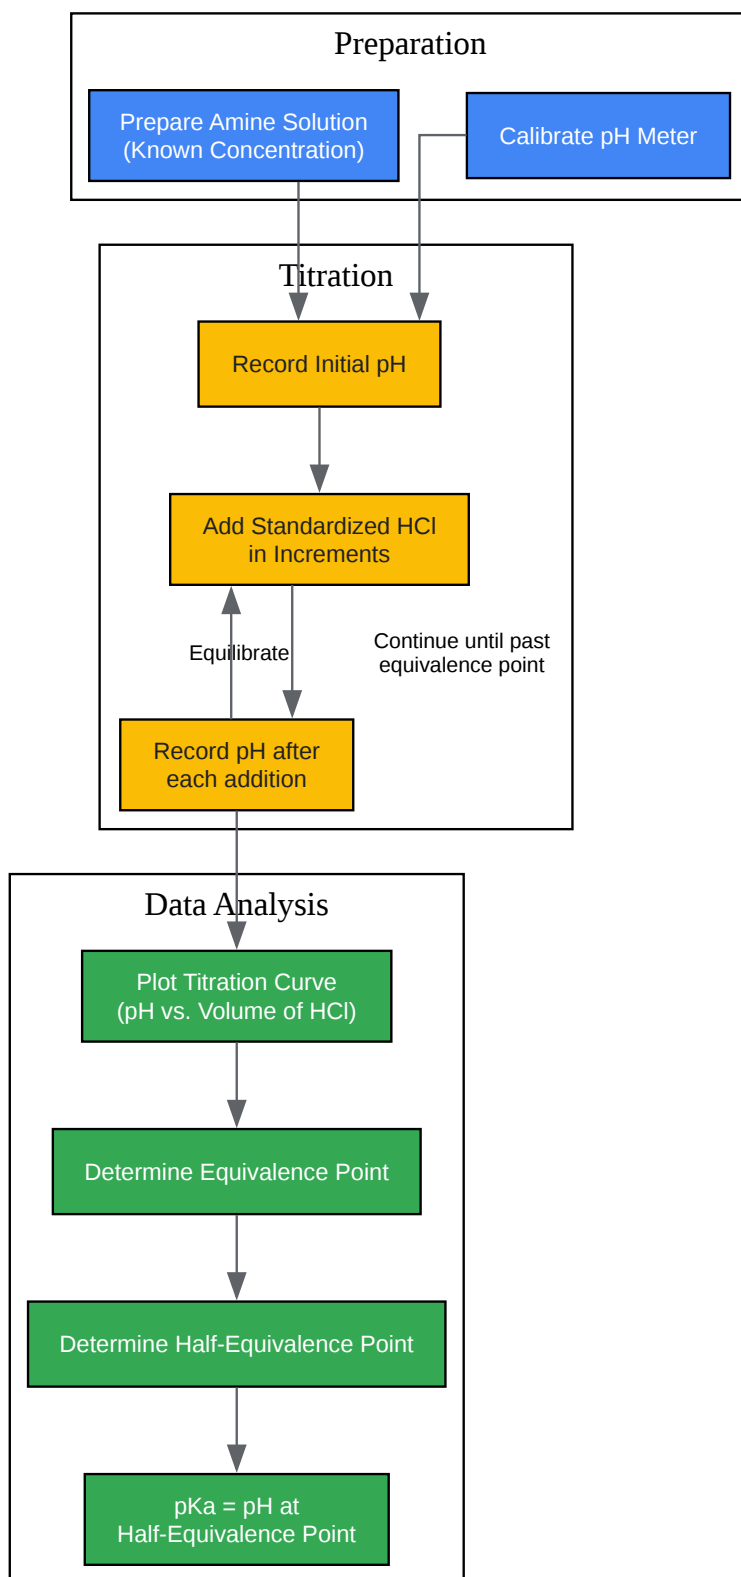 Preparation
Prepare Amine Solution
(Known Concentration)
Calibrate pH Meter
Titration
Record Initial pH
Add Standardized HCl
in Increments
Equilibrate
Continue until past
equivalence point
Record pH after
each addition
Data Analysis
Plot Titration Curve
(pH vs. Volume of HCl)
Determine Equivalence Point
Determine Half-Equivalence Point
pKa = pH at
Half-Equivalence Point